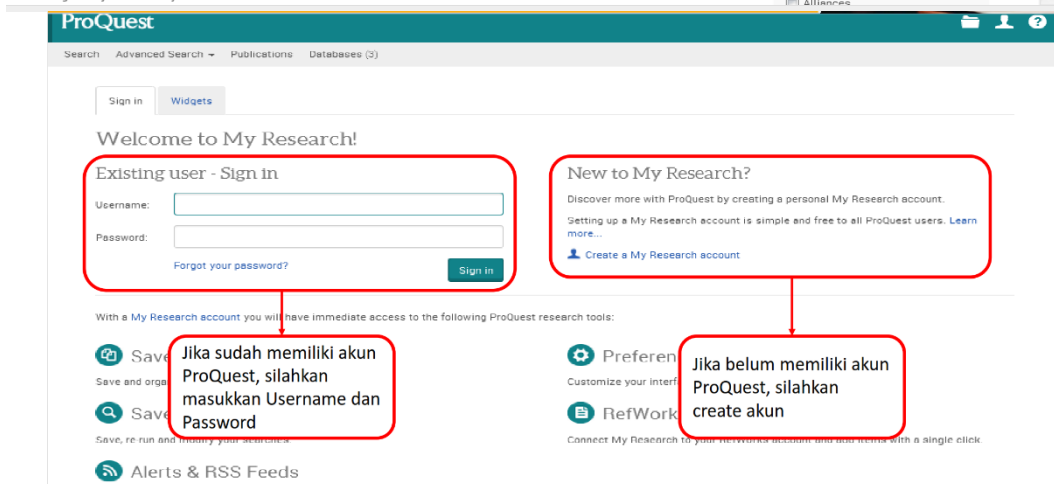 Alliances
ProQuest
Search Advanced Search Publications Databases (3)
Sign in Widgets
Welcome to My Research!
Existing user - Sign in
Username:
Password:
Forgot your password?
Sign in
New to My Research?
Discover more with ProQuest by creating a personal My Research account.
Setting up a My Research account is simple and free to all ProQuest users. Learn
more...
Create a My Research account
With a My Research account you will have immediate access to the following ProQuest research tools:
Save and
Jika sudah memiliki akun
ProQuest, silahkan
masukkan Username dan
Password
Customize your
RefWork
Save, re-run and modify your searches.
Connect My Research to your RefWorks account and add items with a single click.
Jika belum memiliki akun
ProQuest, silahkan
create akun
Alerts & RSS Feeds